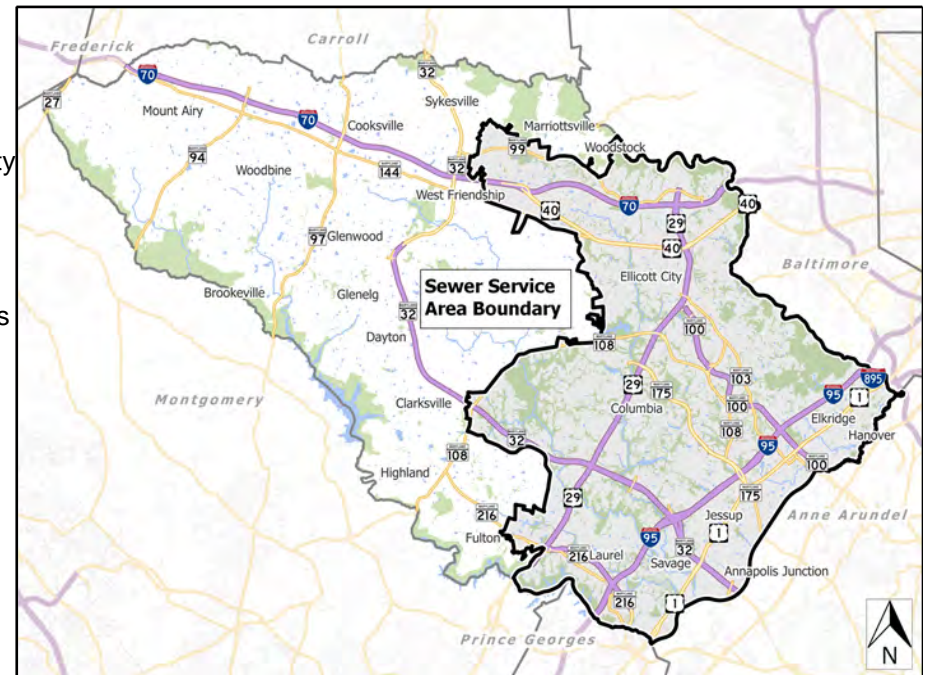 Frederick
Carroll
70
32
27
Mount Airy
Sykesville
70
Cooksville
Marriottsville
99
Woodstock
ty
94
Woodbine
144
32
West Friendship
40
70
40
29
97
Glenwood
40
Ellicott City
Baltimore
Sewer Service
Area Boundary
Brookeville
Glenelg
s
32
Dayton
108
100
103
895
95
1
Montgomery
29
175
Columbia
100
Elkridge
Clarksville
108
Hanover
32
95
100
108
Highland
29
175
216
Jessup
Anne Arundel
Fulton
95
1
216
Laurel
32
Savage
Annapolis Junction
216
1
Prince Georges
N